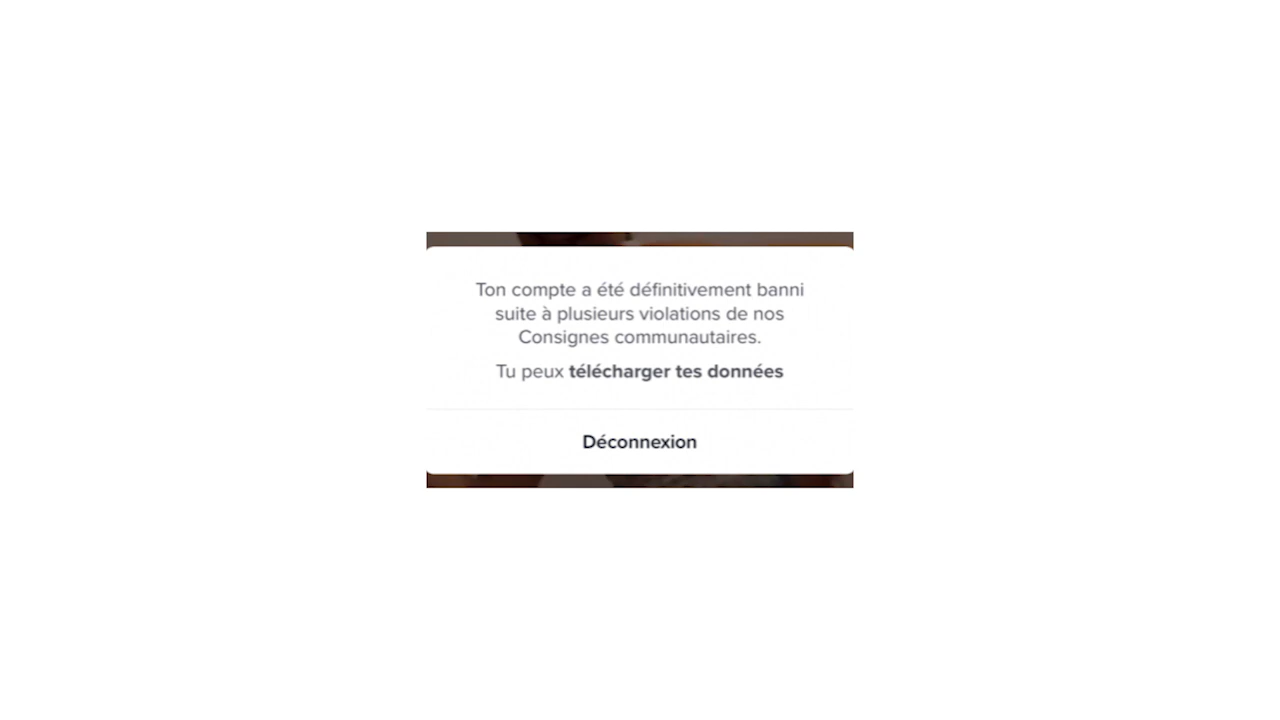 Ton compte a été définitivement banni
suite à plusieurs violations de nos
Consignes communautaires.
Tu peux télécharger tes données
Déconnexion